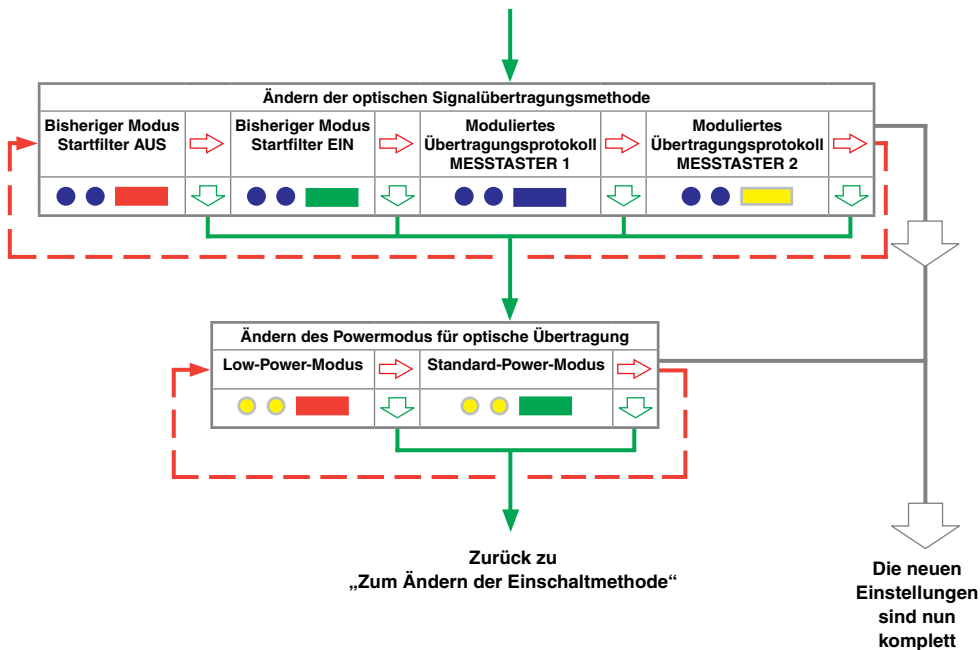 Ändern der optischen Signalübertragungsmethode
Bisheriger Modus
Startfilter AUS
Bisheriger Modus
Startfilter EIN
Moduliertes
Übertragungsprotokoll
MESSTASTER 1
Moduliertes
Übertragungsprotokoll
MESSTASTER 2
Ändern des Powermodus für optische Übertragung
Low-Power-Modus
Standard-Power-Modus
Zurück zu
„Zum Ändern der Einschaltmethode“
Die neuen
Einstellungen
sind nun
komplett